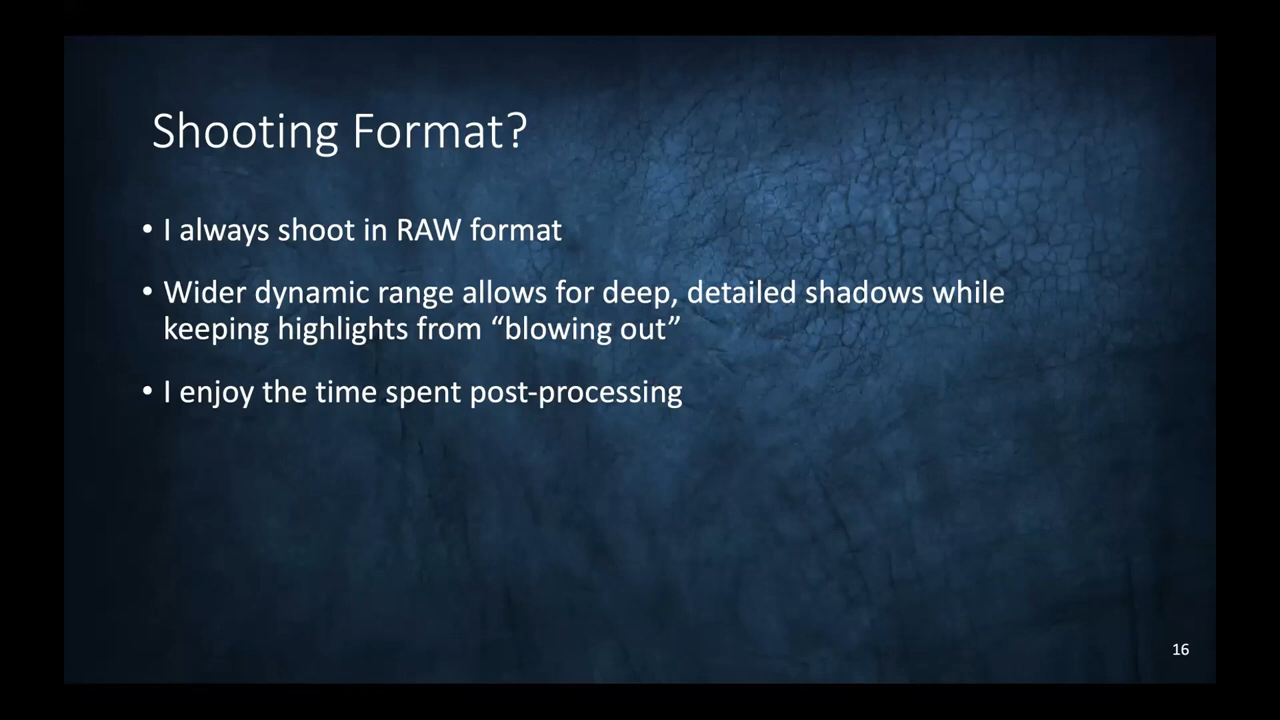 Shooting Format?
• I always shoot in RAW format
• Wider dynamic range allows for deep, detailed shadows while
keeping highlights from “blowing out”
• I enjoy the time spent post-processing
16